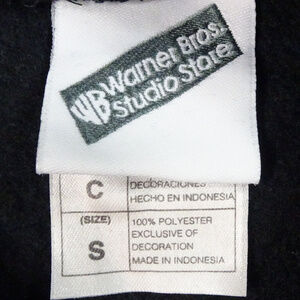 WB Warner Bros.
Studio Store
C
DECORACIONES
HECHO EN INDONESIA
(SIZE)
S
100% POLYESTER
EXCLUSIVE OF
DECORATION
MADE IN INDONESIA